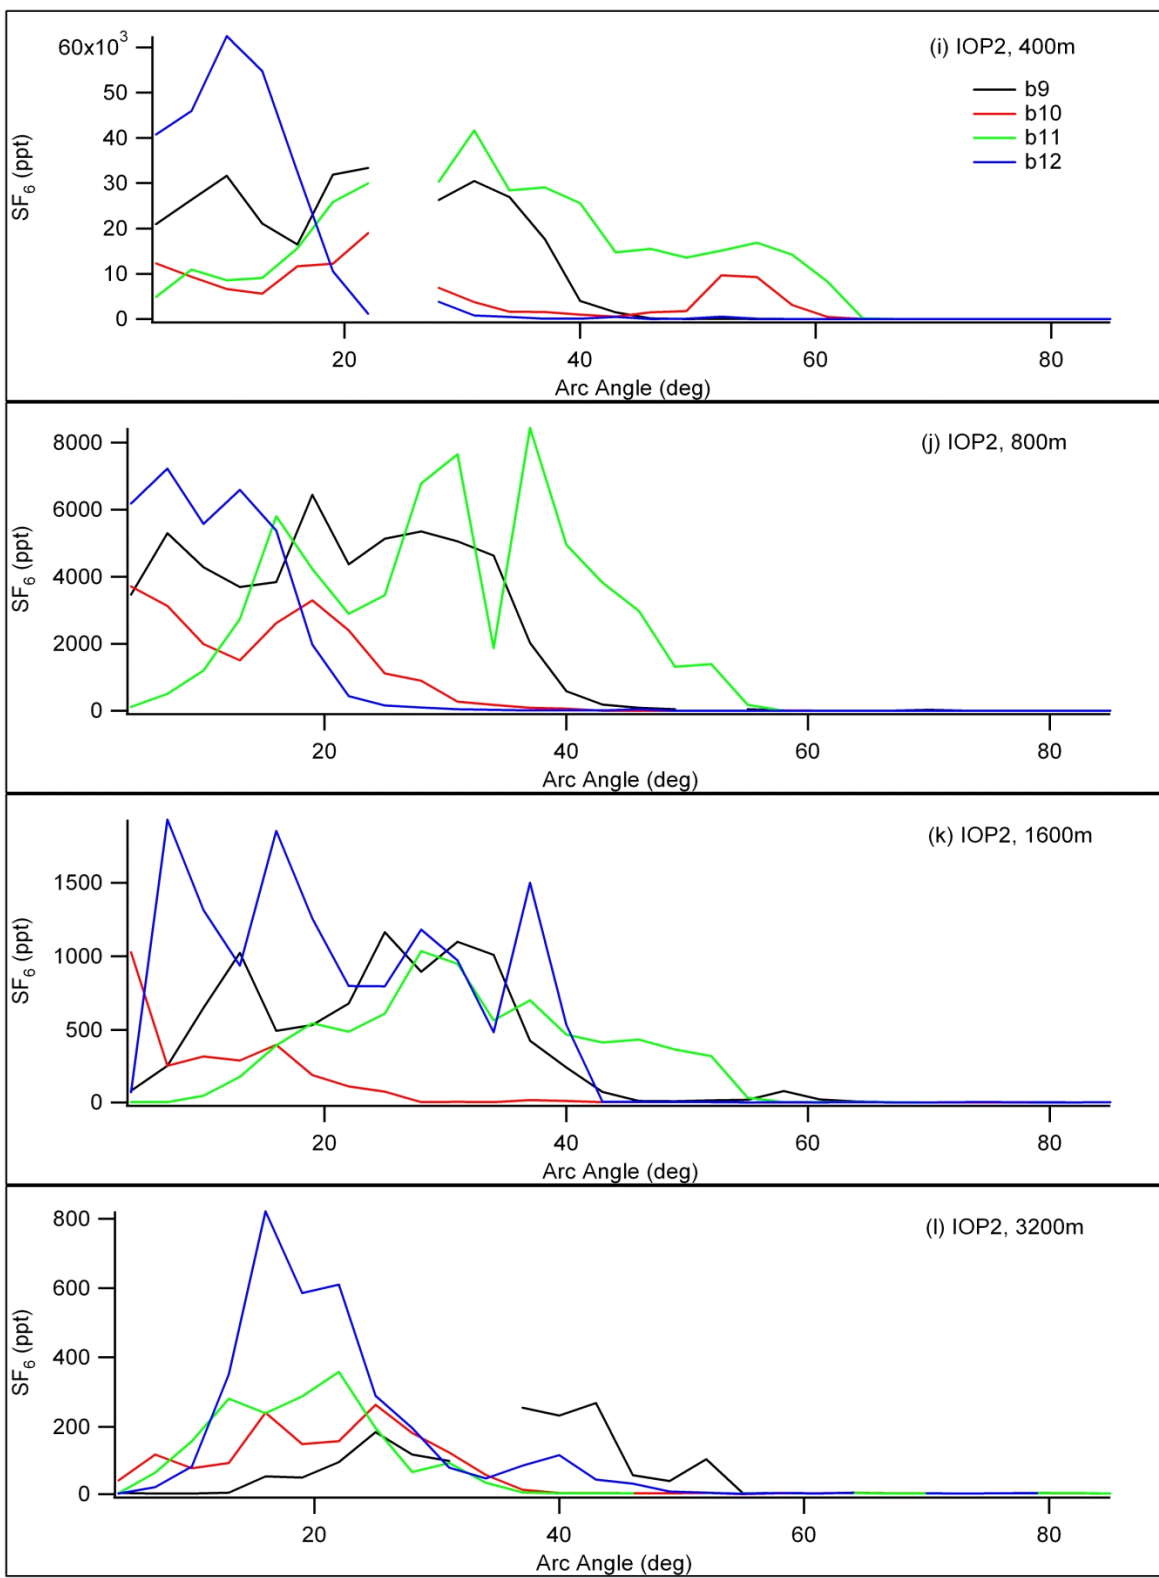 (i) IOP2, 400m
b9
b10
b11
b12
60x10³
50
40
30
20
10
0
SF₆ (ppt)
20 40 60 80
Arc Angle (deg)
(j) IOP2, 800m
8000
6000
4000
2000
0
SF₆ (ppt)
20 40 60 80
Arc Angle (deg)
(k) IOP2, 1600m
1500
1000
500
0
SF₆ (ppt)
20 40 60 80
Arc Angle (deg)
(l) IOP2, 3200m
800
600
400
200
0
SF₆ (ppt)
20 40 60 80
Arc Angle (deg)